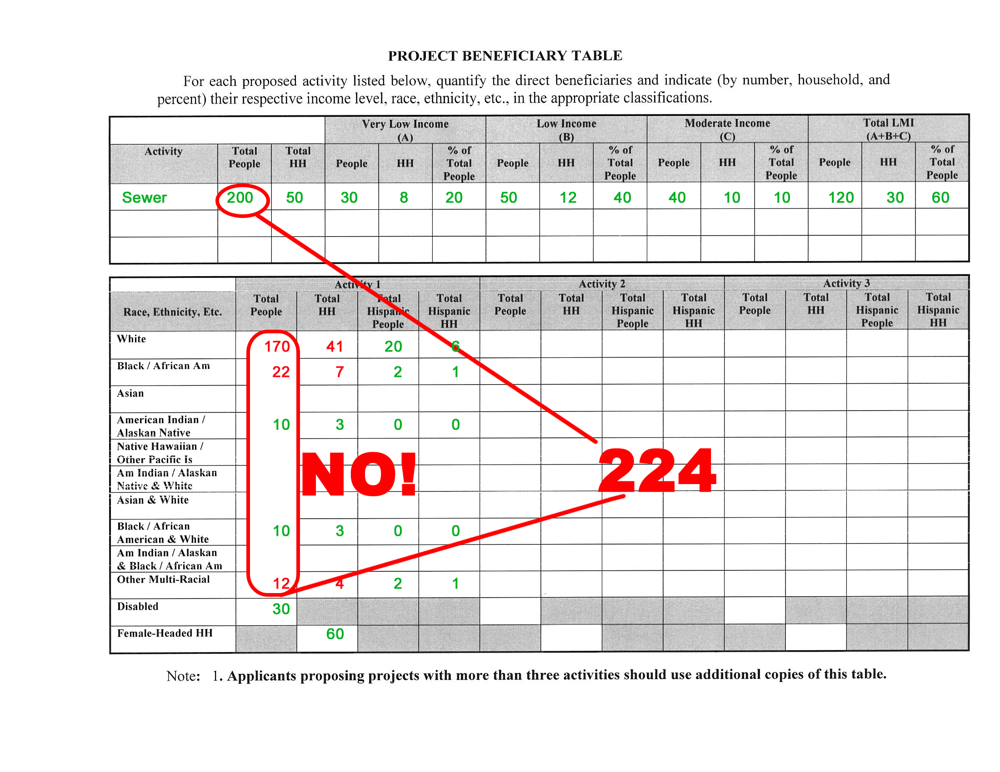 PROJECT BENEFICIARY TABLE
For each proposed activity listed below, quantify the direct beneficiaries and indicate (by number, household, and
percent) their respective income level, race, ethnicity, etc., in the appropriate classifications.
Very Low Income (A) Low Income (B) Moderate Income (C) Total LMI (A+B+C)
Activity Total People Total HH People HH % of Total People People HH % of Total People People HH % of Total People People HH % of Total People
Sewer 200 50 30 8 20 50 12 40 40 10 10 120 30 60
Activity 1 Activity 2 Activity 3
Race, Ethnicity, Etc. Total People Total HH Total Hispanic People Total Hispanic HH Total People Total HH Total Hispanic People Total Hispanic HH Total People Total HH Total Hispanic People Total Hispanic HH
White 170 41 20 6
Black / African Am 22 7 2 1
Asian
American Indian / Alaskan Native 10 3 0 0
Native Hawaiian / Other Pacific Is
NO! 224
Am Indian / Alaskan Native & White
Asian & White
Black / African American & White 10 3 0 0
Am Indian / Alaskan & Black / African Am
Other Multi-Racial 12 4 2 1
Disabled 30
Female-Headed HH 60
Note: 1. Applicants proposing projects with more than three activities should use additional copies of this table.